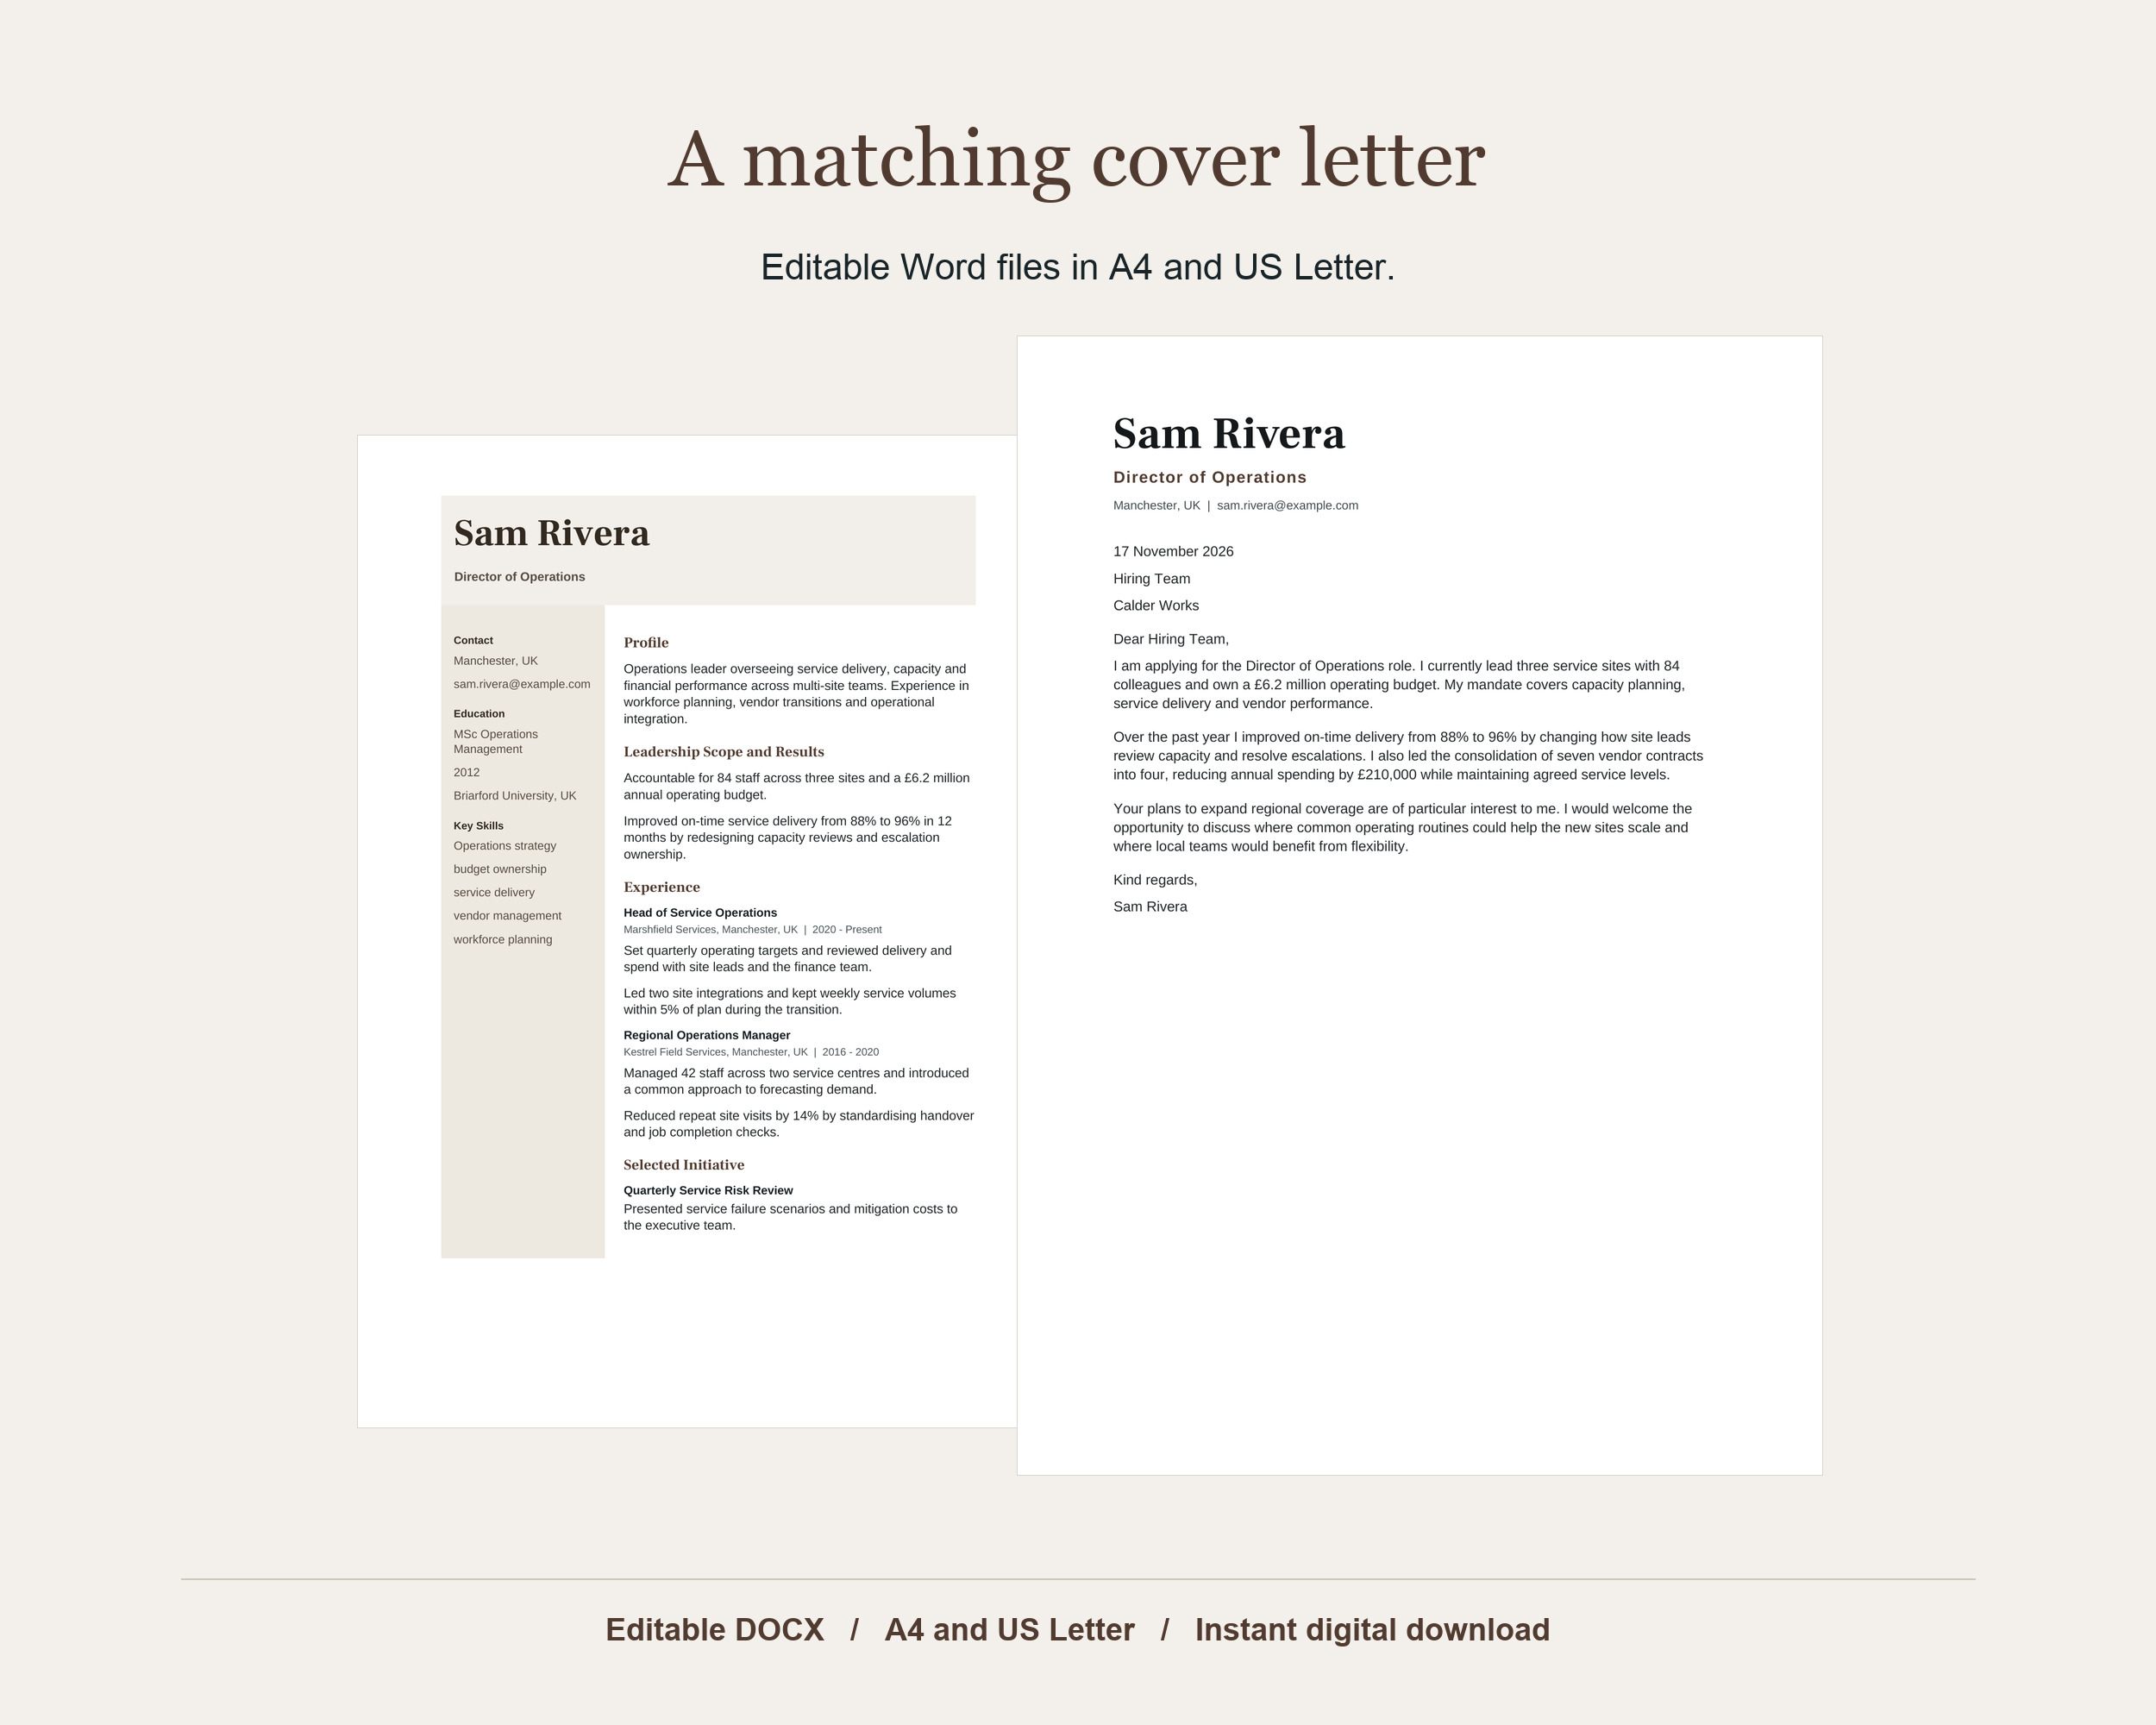 A matching cover letter
Editable Word files in A4 and US Letter.
Sam Rivera
Director of Operations
Contact
Manchester, UK
sam.rivera@example.com
Education
MSc Operations
Management
2012
Briarford University, UK
Key Skills
Operations strategy
budget ownership
service delivery
vendor management
workforce planning
Profile
Operations leader overseeing service delivery, capacity and
financial performance across multi-site teams. Experience in
workforce planning, vendor transitions and operational
integration.
Leadership Scope and Results
Accountable for 84 staff across three sites and a £6.2 million
annual operating budget.
Improved on-time service delivery from 88% to 96% in 12
months by redesigning capacity reviews and escalation
ownership.
Experience
Head of Service Operations
Marshfield Services, Manchester, UK | 2020 - Present
Set quarterly operating targets and reviewed delivery and
spend with site leads and the finance team.
Led two site integrations and kept weekly service volumes
within 5% of plan during the transition.
Regional Operations Manager
Kestrel Field Services, Manchester, UK | 2016 - 2020
Managed 42 staff across two service centres and introduced
a common approach to forecasting demand.
Reduced repeat site visits by 14% by standardising handover
and job completion checks.
Selected Initiative
Quarterly Service Risk Review
Presented service failure scenarios and mitigation costs to
the executive team.
Sam Rivera
Director of Operations
Manchester, UK | sam.rivera@example.com
17 November 2026
Hiring Team
Calder Works
Dear Hiring Team,
I am applying for the Director of Operations role. I currently lead three service sites with 84
colleagues and own a £6.2 million operating budget. My mandate covers capacity planning,
service delivery and vendor performance.
Over the past year I improved on-time delivery from 88% to 96% by changing how site leads
review capacity and resolve escalations. I also led the consolidation of seven vendor contracts
into four, reducing annual spending by £210,000 while maintaining agreed service levels.
Your plans to expand regional coverage are of particular interest to me. I would welcome the
opportunity to discuss where common operating routines could help the new sites scale and
where local teams would benefit from flexibility.
Kind regards,
Sam Rivera
Editable DOCX / A4 and US Letter / Instant digital download